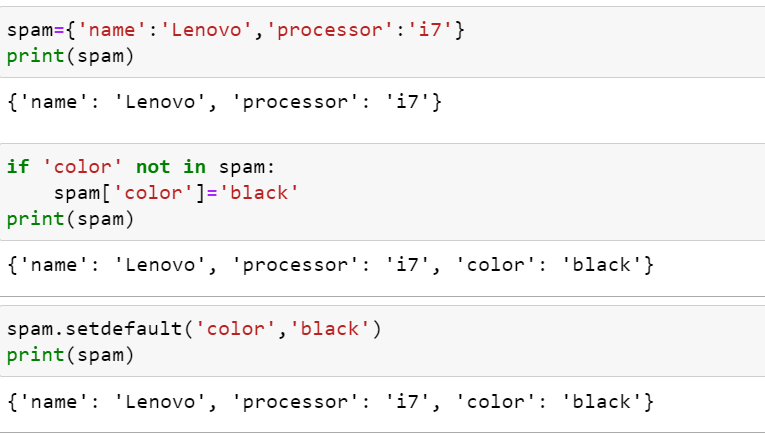 spam={'name':'Lenovo','processor':'i7'}
print(spam)
{'name': 'Lenovo', 'processor': 'i7'}
if 'color' not in spam:
    spam['color']='black'
print(spam)
{'name': 'Lenovo', 'processor': 'i7', 'color': 'black'}
spam.setdefault('color','black')
print(spam)
{'name': 'Lenovo', 'processor': 'i7', 'color': 'black'}